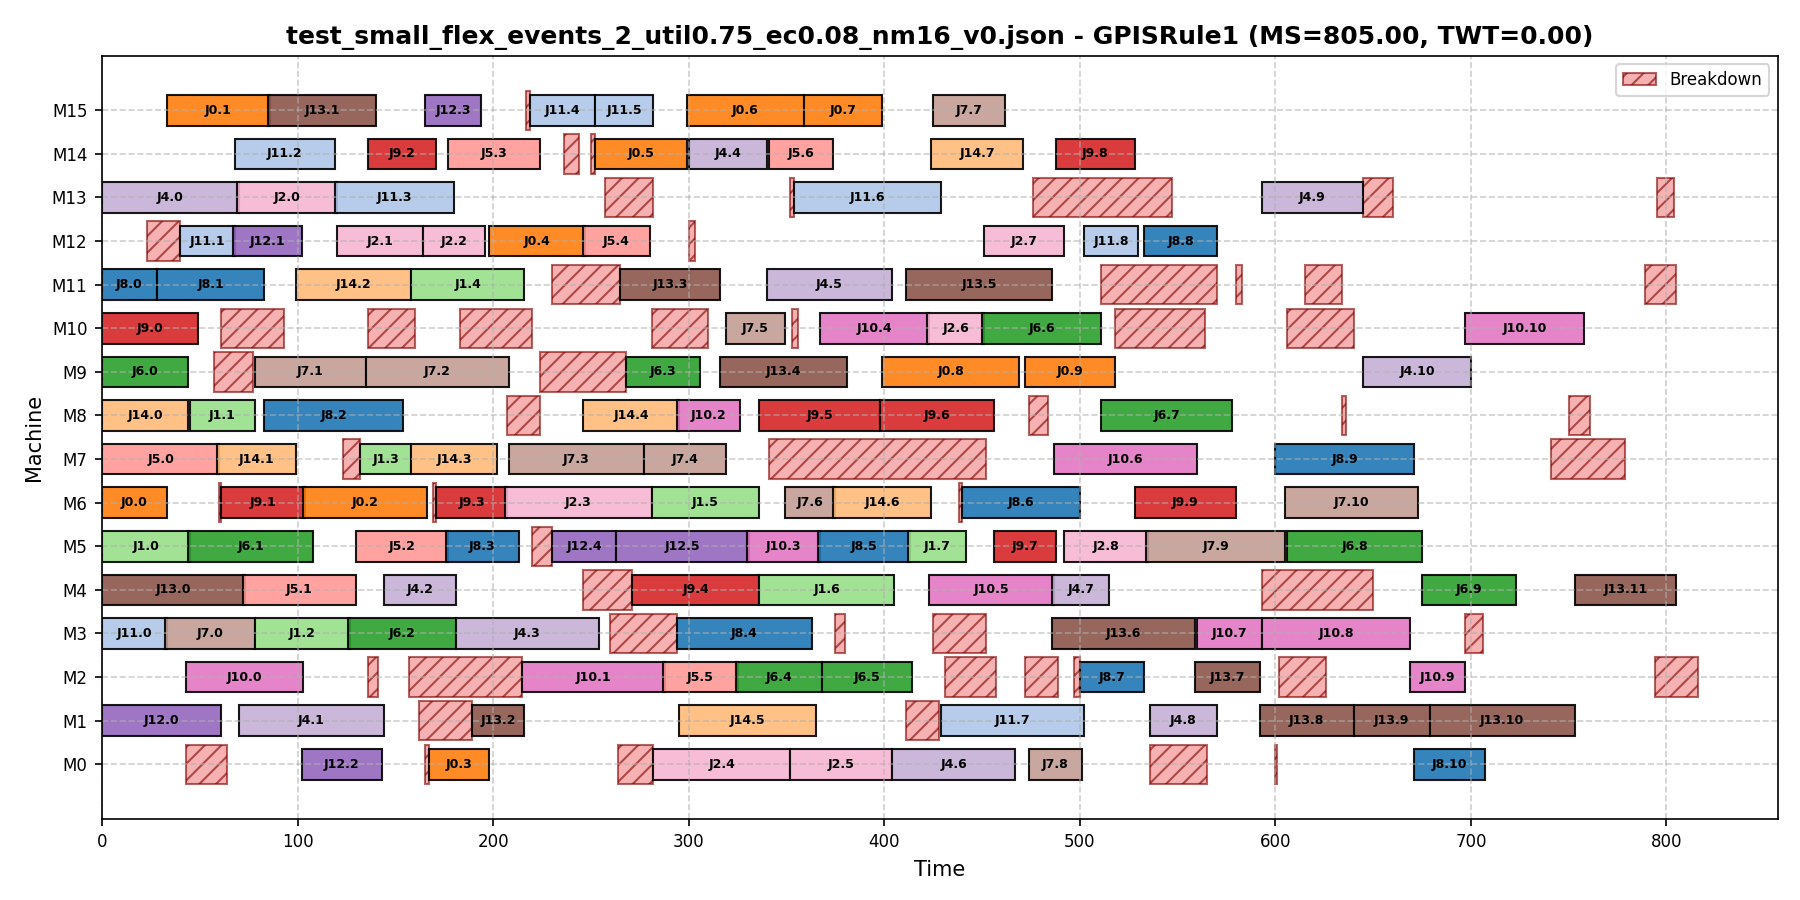 test_small_flex_events_2_util0.75_ec0.08_nm16_v0.json - GPISRule1 (MS=805.00, TWT=0.00)
Breakdown
M15 J0.1 J13.1 J12.3 J11.4 J11.5 J0.6 J0.7 J7.7
M14 J11.2 J9.2 J5.3 J0.5 J4.4 J5.6 J14.7 J9.8
M13 J4.0 J2.0 J11.3 J11.6 J4.9
M12 J11.1 J12.1 J2.1 J2.2 J0.4 J5.4 J2.7 J11.8 J8.8
M11 J8.0 J8.1 J14.2 J1.4 J13.3 J4.5 J13.5
M10 J9.0 J7.5 J10.4 J2.6 J6.6 J10.10
M9 J6.0 J7.1 J7.2 J6.3 J13.4 J0.8 J0.9 J4.10
M8 J14.0 J1.1 J8.2 J14.4 J10.2 J9.5 J9.6 J6.7
M7 J5.0 J14.1 J1.3 J14.3 J7.3 J7.4 J10.6 J8.9
M6 J0.0 J9.1 J0.2 J9.3 J2.3 J1.5 J7.6 J14.6 J8.6 J9.9 J7.10
M5 J1.0 J6.1 J5.2 J8.3 J12.4 J12.5 J10.3 J8.5 J1.7 J9.7 J2.8 J7.9 J6.8
M4 J13.0 J5.1 J4.2 J9.4 J1.6 J10.5 J4.7 J6.9 J13.11
M3 J11.0 J7.0 J1.2 J6.2 J4.3 J8.4 J13.6 J10.7 J10.8
M2 J10.0 J10.1 J5.5 J6.4 J6.5 J8.7 J13.7 J10.9
M1 J12.0 J4.1 J13.2 J14.5 J11.7 J4.8 J13.8 J13.9 J13.10
M0 J12.2 J0.3 J2.4 J2.5 J4.6 J7.8 J8.10
0 100 200 300 400 500 600 700 800
Time
Machine